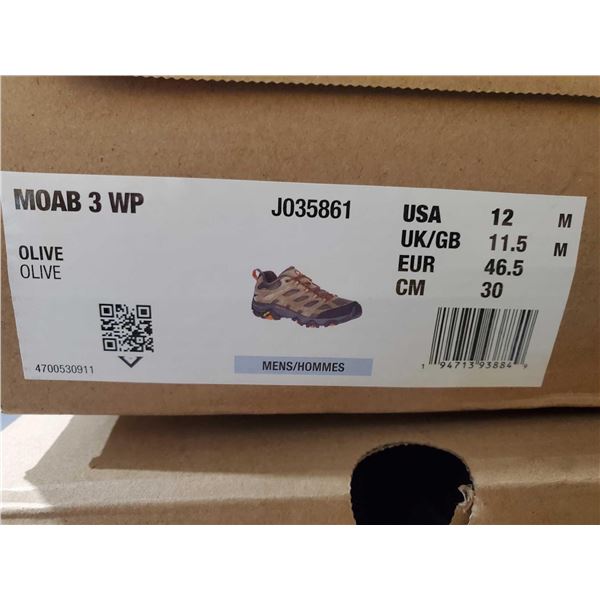 MOAB 3 WP
J035861
OLIVE
OLIVE
USA 12 M
UK/GB 11.5 M
EUR 46.5
CM 30
4700530911
MENS/HOMMES
1 94713 93884 9